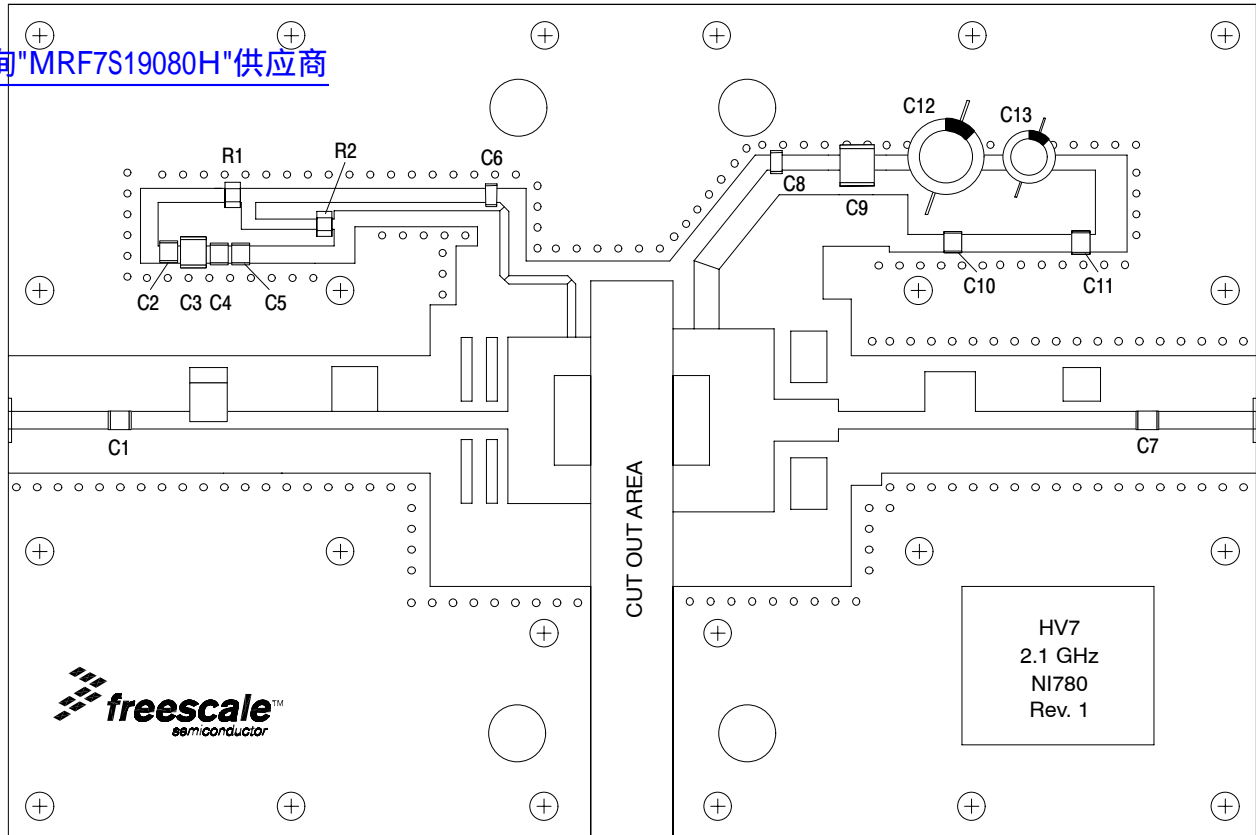 询"MRF7S19080H"供应商
C12
C13
R1
R2
C6
C8
C9
C2
C3
C4
C5
C10
C11
C1
C7
CUT OUT AREA
HV7
2.1 GHz
NI780
Rev. 1
freescale™
semiconductor